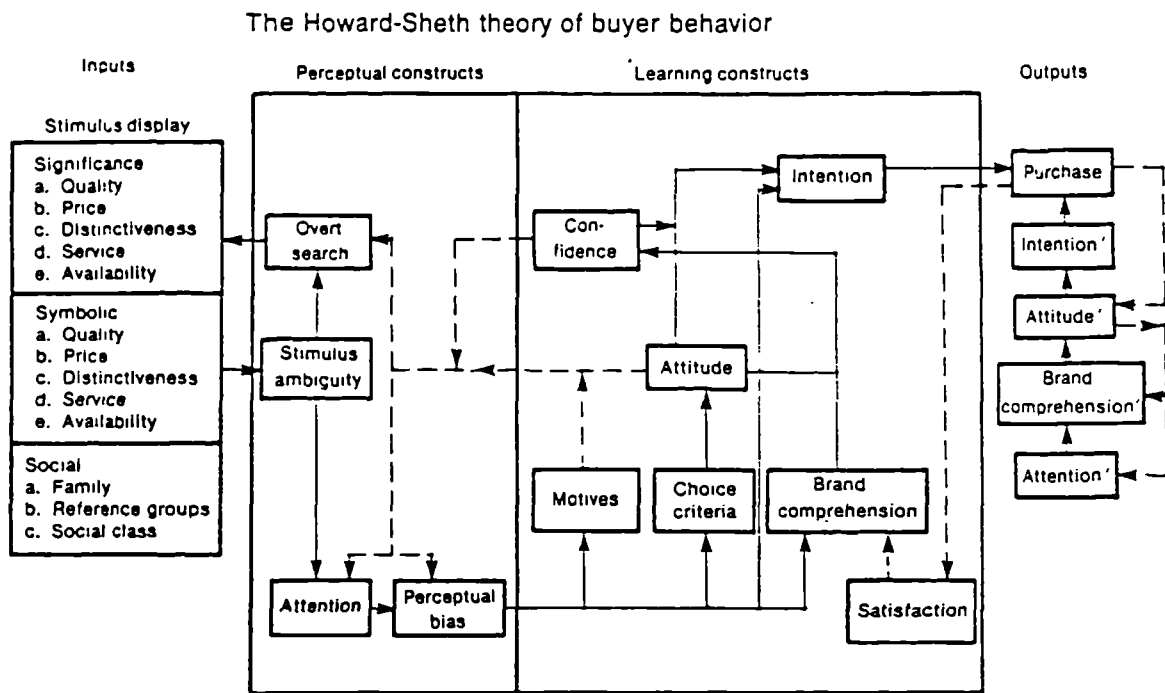 The Howard-Sheth theory of buyer behavior
Inputs
Perceptual constructs
Learning constructs
Outputs
Stimulus display
Significance
a. Quality
b. Price
c. Distinctiveness
d. Service
e. Availability
Symbolic
a. Quality
b. Price
c. Distinctiveness
d. Service
e. Availability
Social
a. Family
b. Reference groups
c. Social class
Overt
search
Stimulus
ambiguity
Attention
Perceptual
bias
Con-
fidence
Intention
Attitude
Motives
Choice
criteria
Brand
comprehension
Satisfaction
Purchase
Intention′
Attitude′
Brand
comprehension′
Attention′